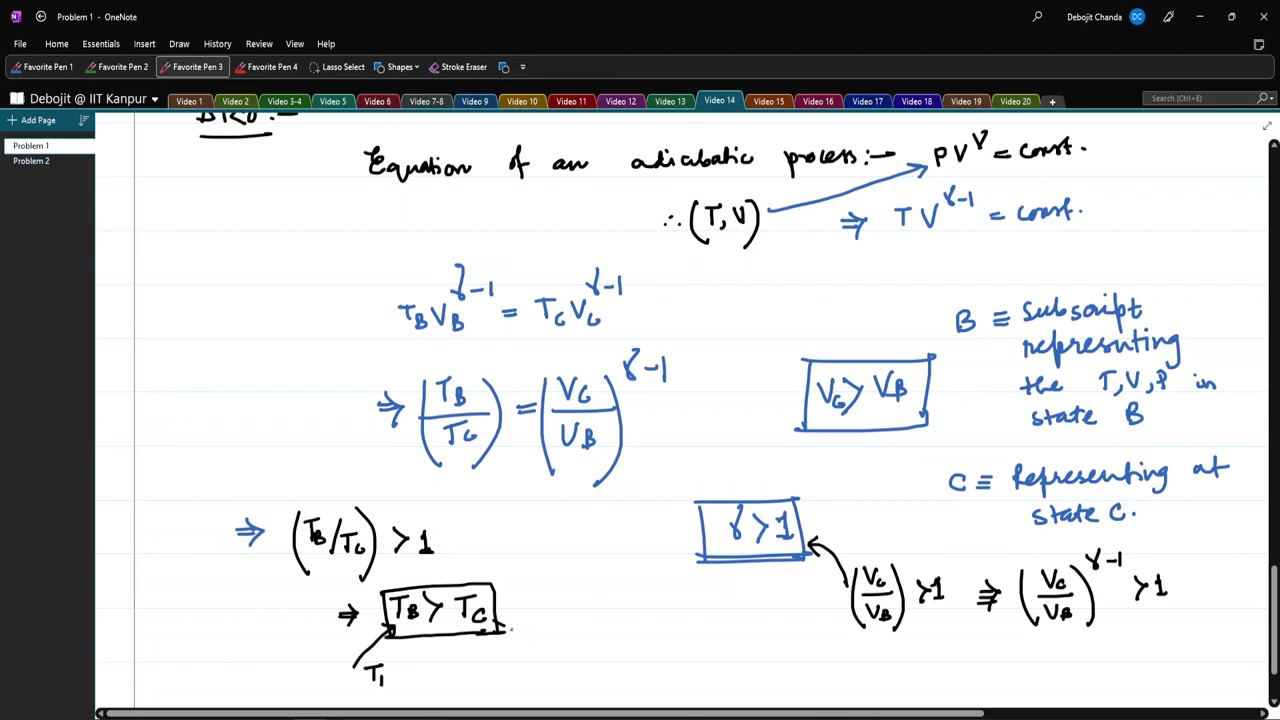 Problem 1 - OneNote
Debojit Chanda DC
File Home Essentials Insert Draw History Review View Help
Favorite Pen 1 Favorite Pen 2 Favorite Pen 3 Favorite Pen 4 Lasso Select Shapes Stroke Eraser
Debojit @ IIT Kanpur Video 1 Video 2 Video 3-4 Video 5 Video 6 Video 7-8 Video 9 Video 10 Video 11 Video 12 Video 13 Video 14 Video 15 Video 16 Video 17 Video 18 Video 19 Video 20 Search (Ctrl+E)
Add Page
Problem 1
Problem 2
Equation of an adiabatic process:- PV^γ = const.
∴ (T, V) ⇒ TV^γ-1 = const.
T_B V_B^γ-1 = T_C V_C^γ-1
⇒ (T_B/T_C) = (V_C/V_B)^γ-1
V_C > V_B
B ≡ Subscript
representing
the T, V, P in
state B
C ≡ Representing at
state C.
⇒ (T_B/T_C) > 1
γ > 1
(V_C/V_B) > 1 ⇒ (V_C/V_B)^γ-1 > 1
⇒ T_B > T_C
T_1